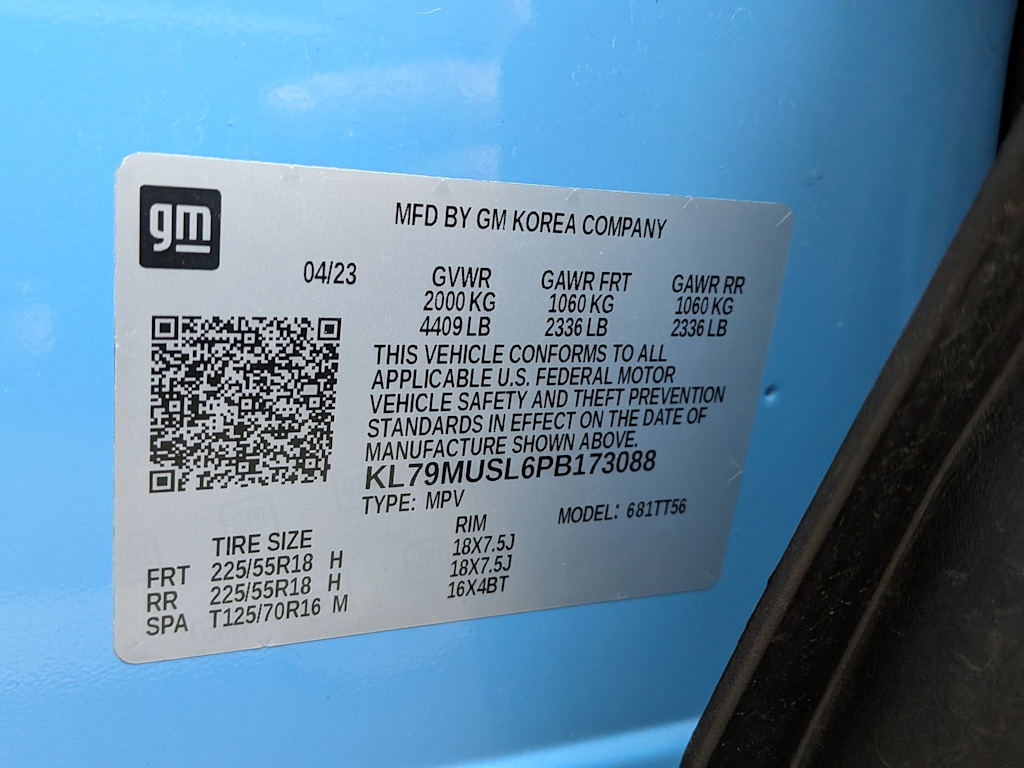 gm
MFD BY GM KOREA COMPANY
04/23 GVWR GAWR FRT GAWR RR
2000 KG 1060 KG 1060 KG
4409 LB 2336 LB 2336 LB
THIS VEHICLE CONFORMS TO ALL
APPLICABLE U.S. FEDERAL MOTOR
VEHICLE SAFETY AND THEFT PREVENTION
STANDARDS IN EFFECT ON THE DATE OF
MANUFACTURE SHOWN ABOVE.
KL79MUSL6PB173088
TYPE: MPV MODEL: 681TT56
TIRE SIZE RIM
FRT 225/55R18 H 18X7.5J
RR 225/55R18 H 18X7.5J
SPA T125/70R16 M 16X4BT